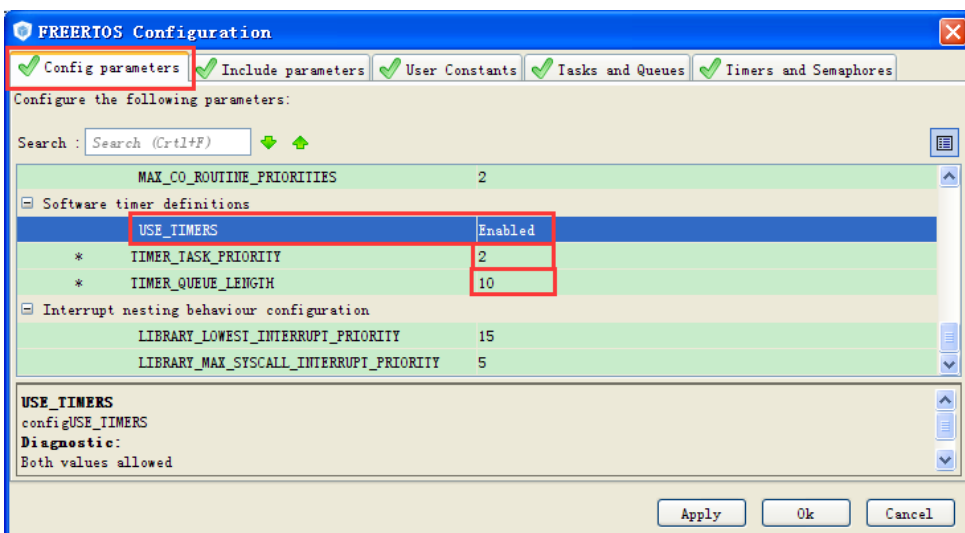 FREERTOS Configuration
Config parameters Include parameters User Constants Tasks and Queues Timers and Semaphores
Configure the following parameters:
Search : Search (Crtl+F)
MAX_CO_ROUTINE_PRIORITIES 2
Software timer definitions
USE_TIMERS Enabled
* TIMER_TASK_PRIORITY 2
* TIMER_QUEUE_LENGTH 10
Interrupt nesting behaviour configuration
LIBRARY_LOWEST_INTERRUPT_PRIORITY 15
LIBRARY_MAX_SYSCALL_INTERRUPT_PRIORITY 5
USE_TIMERS
configUSE_TIMERS
Diagnostic:
Both values allowed
Apply Ok Cancel